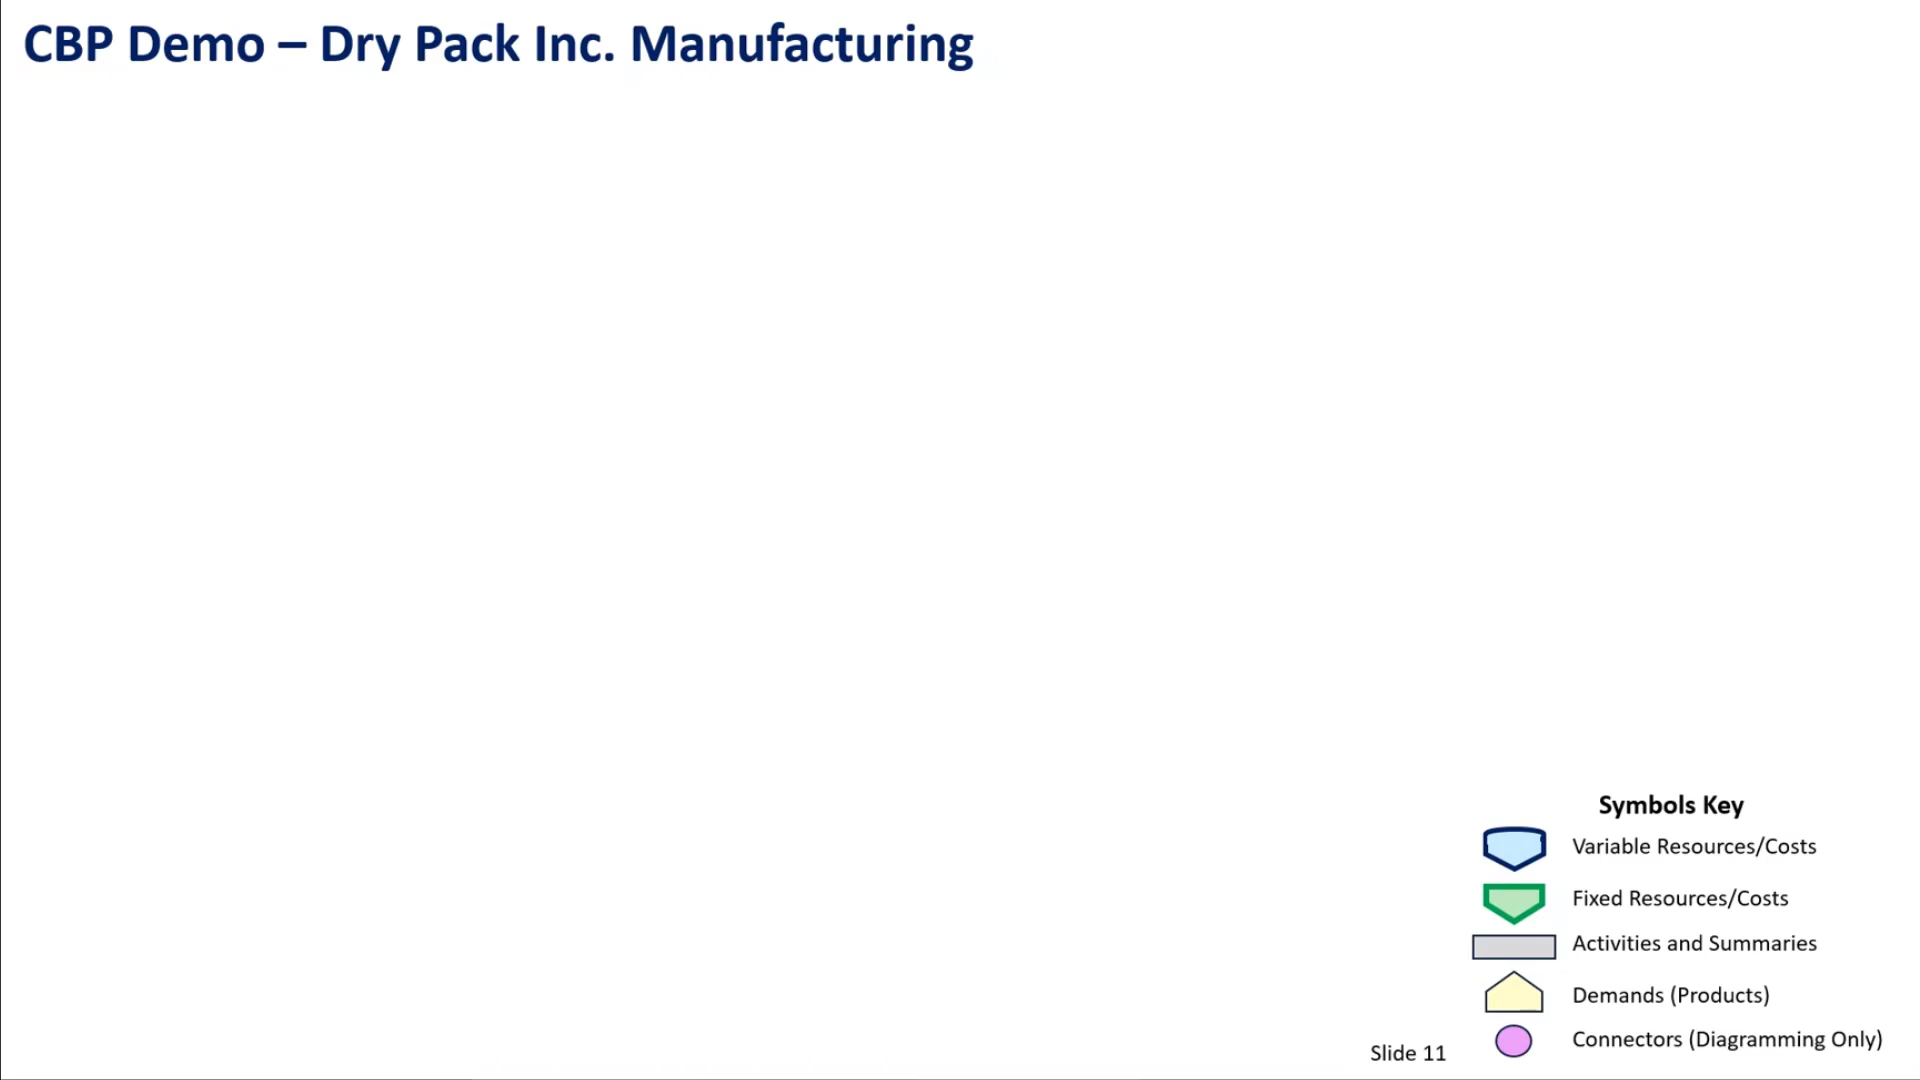 CBP Demo – Dry Pack Inc. Manufacturing
Symbols Key
Variable Resources/Costs
Fixed Resources/Costs
Activities and Summaries
Demands (Products)
Connectors (Diagramming Only)
Slide 11